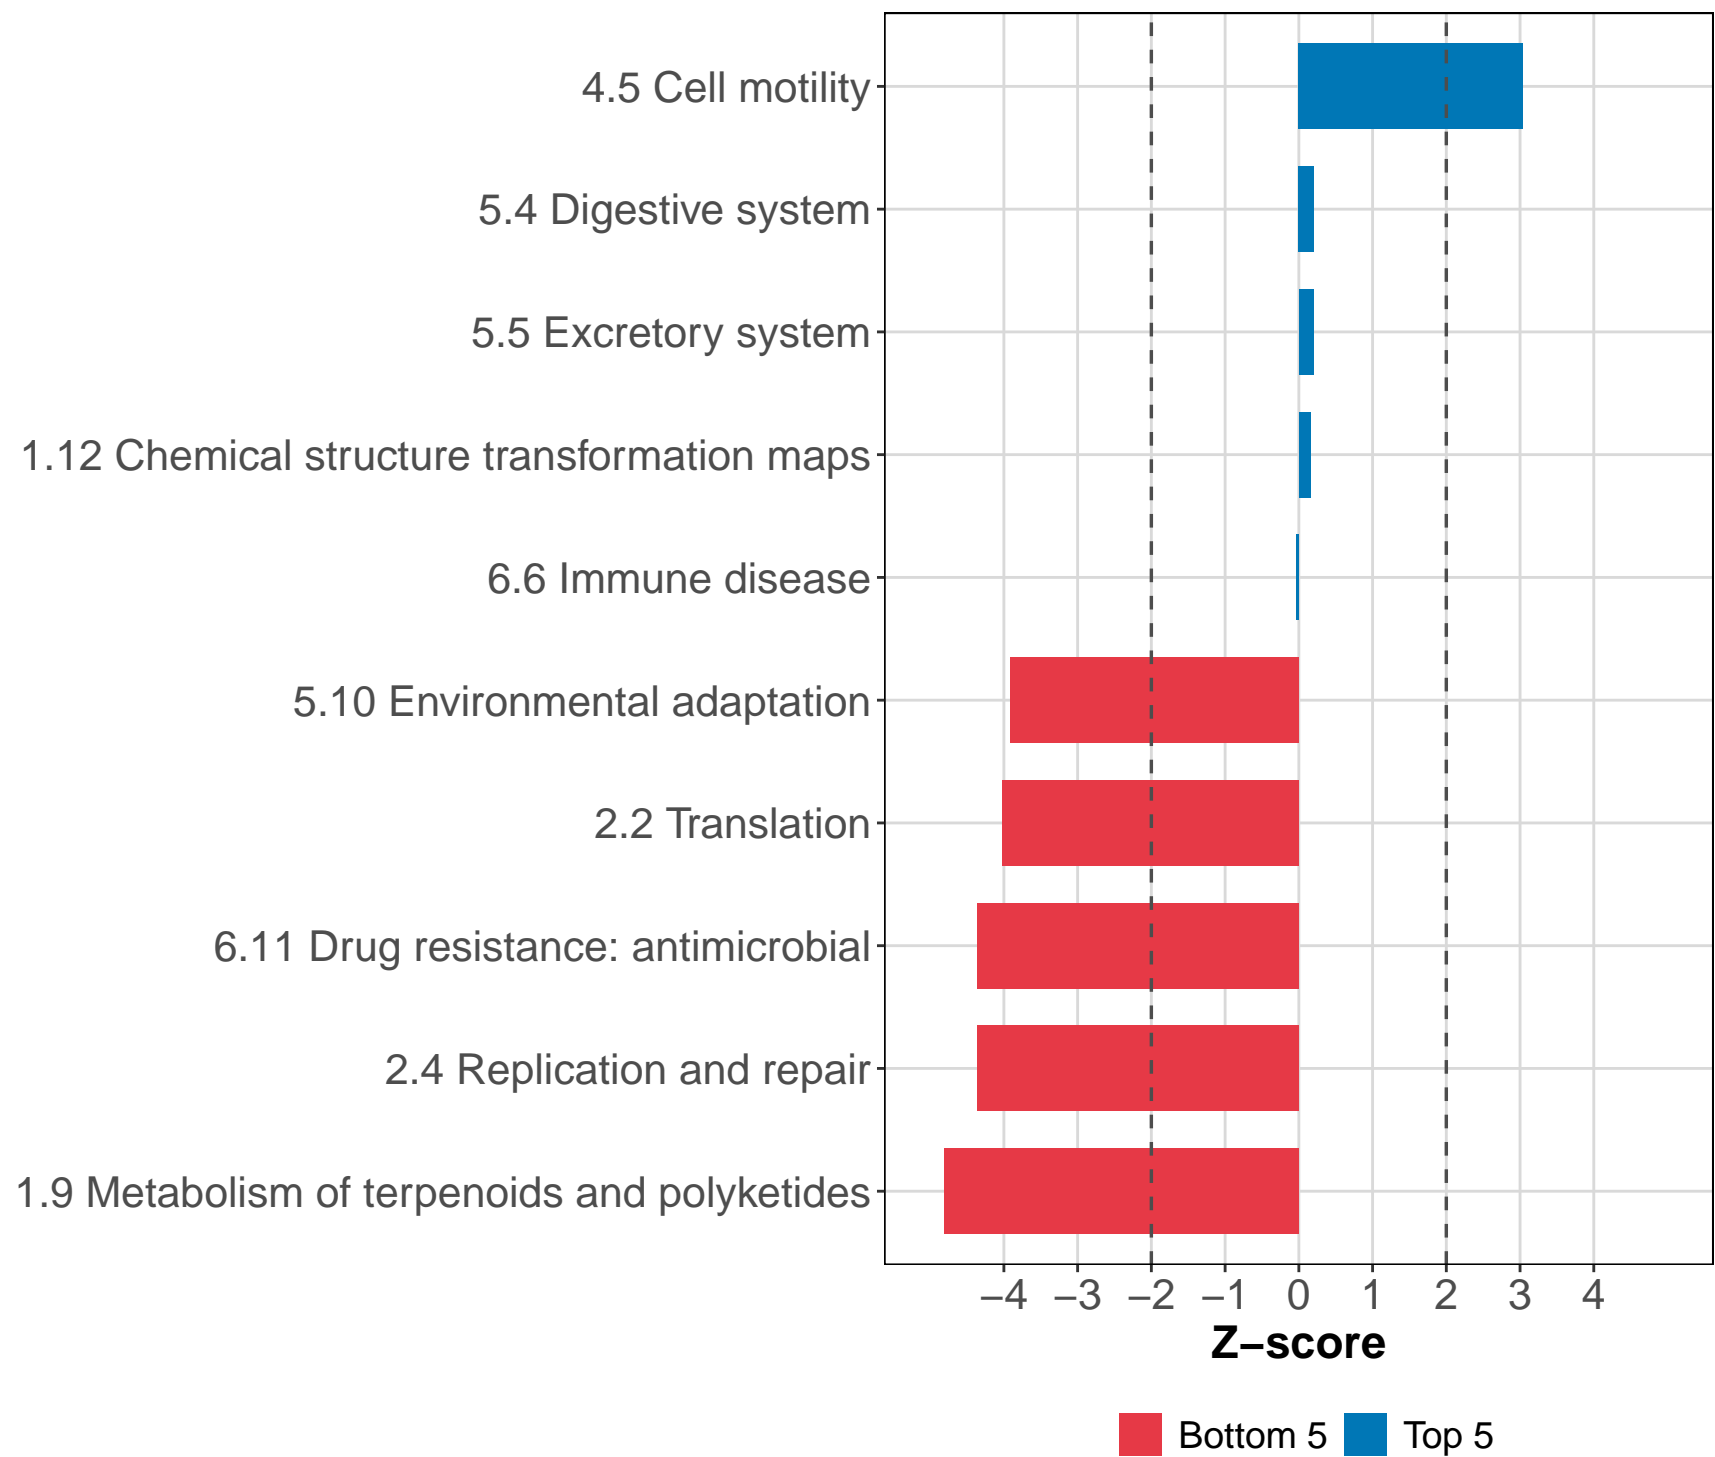 4.5 Cell motility
5.4 Digestive system
5.5 Excretory system
1.12 Chemical structure transformation maps
6.6 Immune disease
5.10 Environmental adaptation
2.2 Translation
6.11 Drug resistance: antimicrobial
2.4 Replication and repair
1.9 Metabolism of terpenoids and polyketides
−4 −3 −2 −1 0 1 2 3 4
Z−score
Bottom 5 Top 5